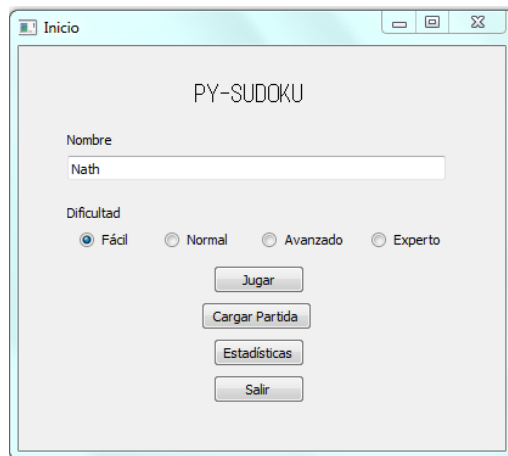 Inicio
PY-SUDOKU
Nombre
Nath
Dificultad
Fácil Normal Avanzado Experto
Jugar
Cargar Partida
Estadísticas
Salir